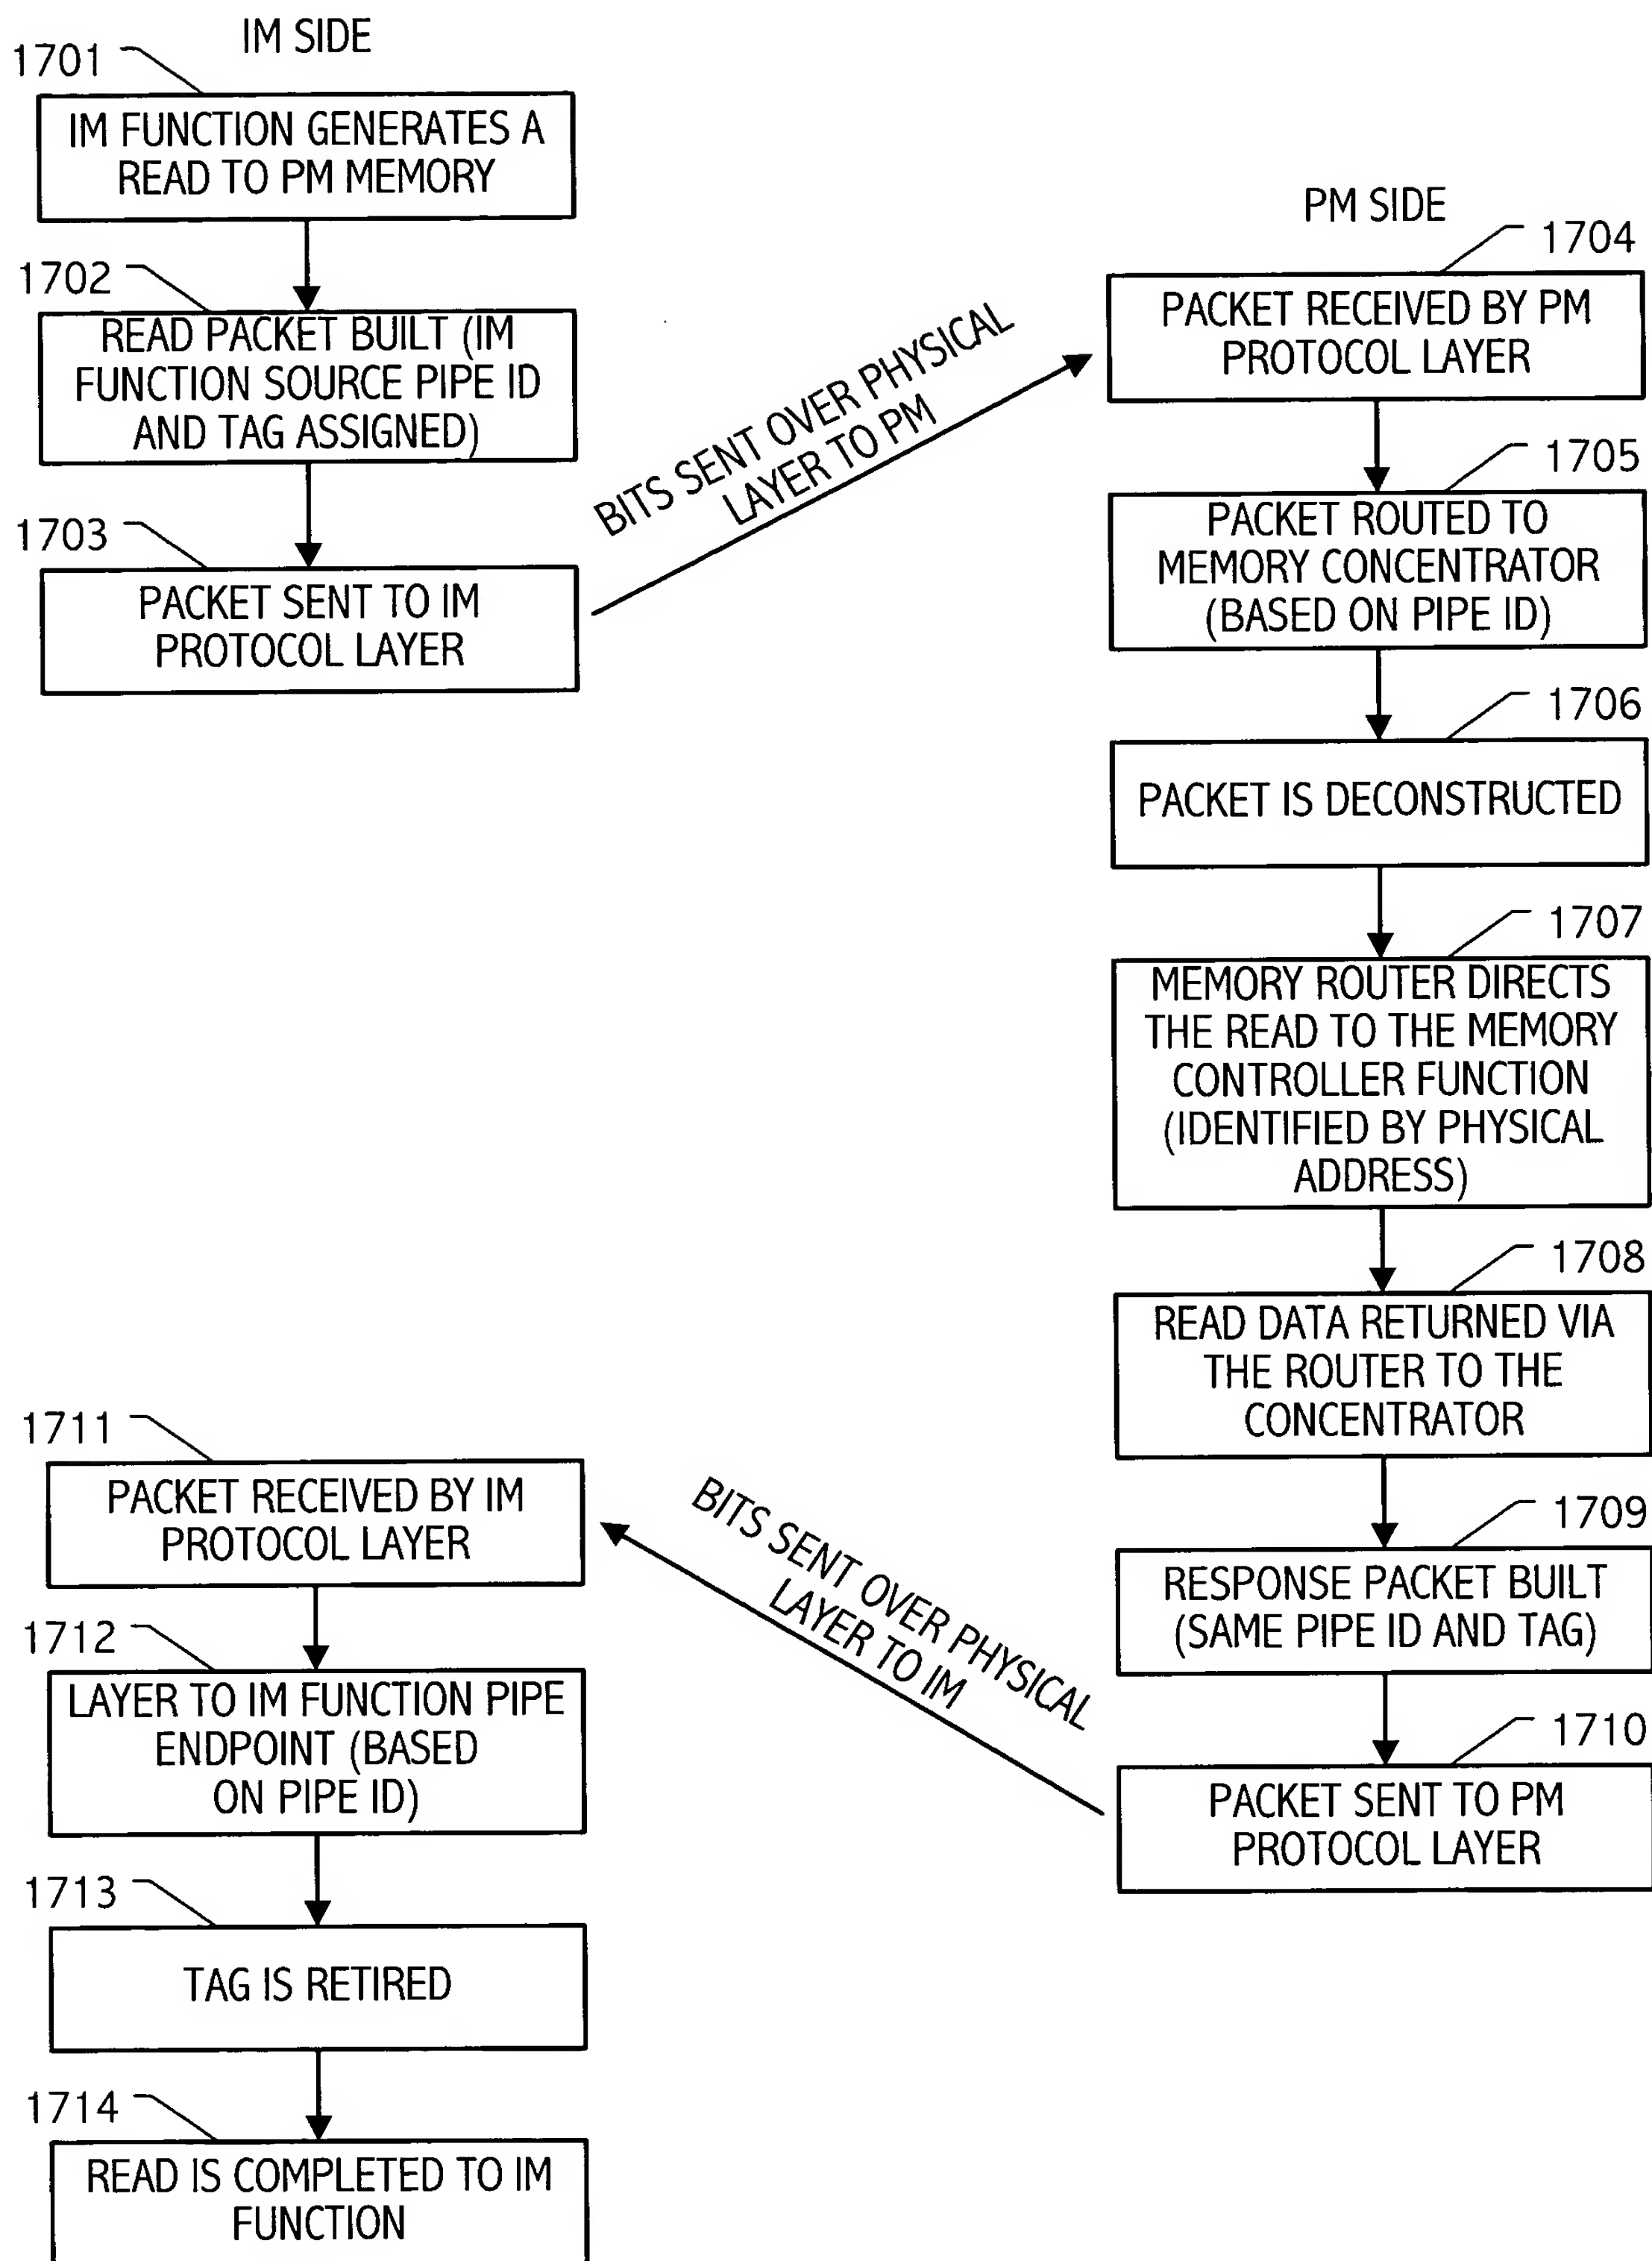 IM SIDE
1701
IM FUNCTION GENERATES A
READ TO PM MEMORY
1702
READ PACKET BUILT (IM
FUNCTION SOURCE PIPE ID
AND TAG ASSIGNED)
1703
PACKET SENT TO IM
PROTOCOL LAYER
BITS SENT OVER PHYSICAL
LAYER TO PM
PM SIDE
1704
PACKET RECEIVED BY PM
PROTOCOL LAYER
1705
PACKET ROUTED TO
MEMORY CONCENTRATOR
(BASED ON PIPE ID)
1706
PACKET IS DECONSTRUCTED
1707
MEMORY ROUTER DIRECTS
THE READ TO THE MEMORY
CONTROLLER FUNCTION
(IDENTIFIED BY PHYSICAL
ADDRESS)
1708
READ DATA RETURNED VIA
THE ROUTER TO THE
CONCENTRATOR
1709
RESPONSE PACKET BUILT
(SAME PIPE ID AND TAG)
1710
PACKET SENT TO PM
PROTOCOL LAYER
BITS SENT OVER PHYSICAL
LAYER TO IM
1711
PACKET RECEIVED BY IM
PROTOCOL LAYER
1712
LAYER TO IM FUNCTION PIPE
ENDPOINT (BASED
ON PIPE ID)
1713
TAG IS RETIRED
1714
READ IS COMPLETED TO IM
FUNCTION